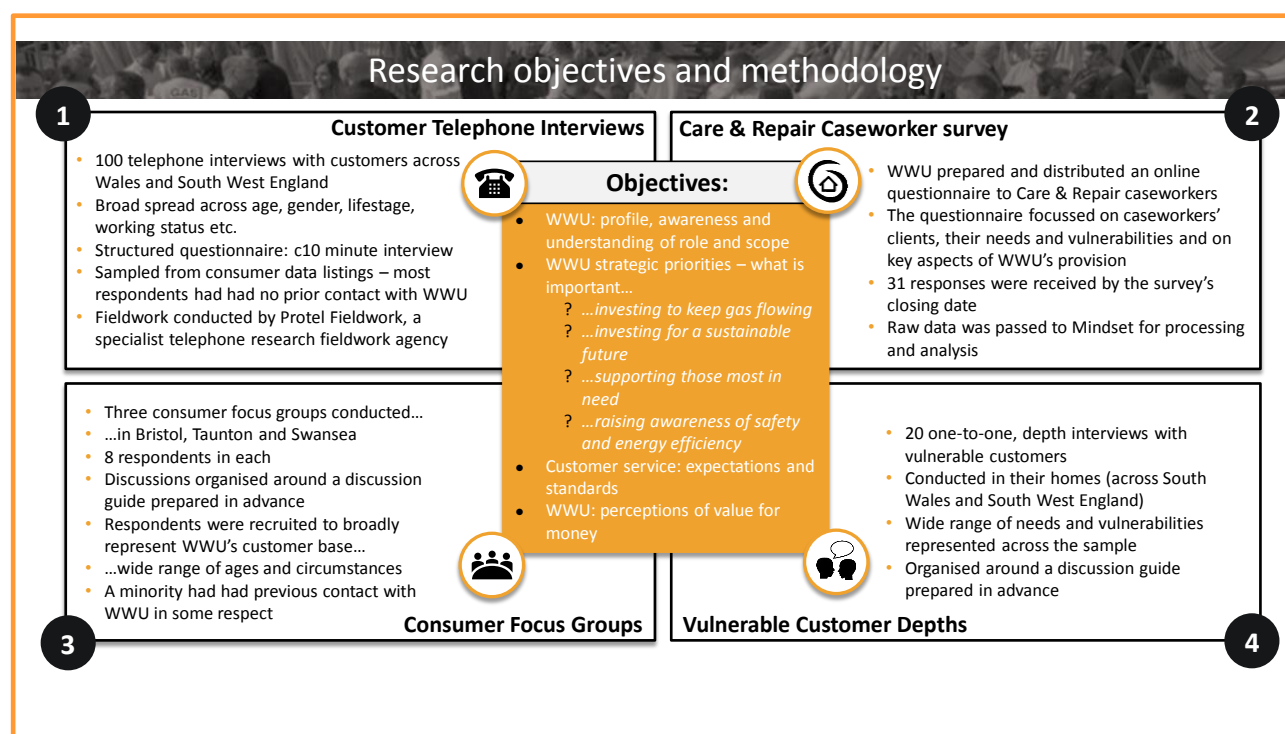 GAS
Research objectives and methodology
1
Customer Telephone Interviews
• 100 telephone interviews with customers across
Wales and South West England
• Broad spread across age, gender, lifestage,
working status etc.
• Structured questionnaire: c10 minute interview
• Sampled from consumer data listings – most
respondents had had no prior contact with WWU
• Fieldwork conducted by Protel Fieldwork, a
specialist telephone research fieldwork agency
2
Care & Repair Caseworker survey
• WWU prepared and distributed an online
questionnaire to Care & Repair caseworkers
• The questionnaire focussed on caseworkers’
clients, their needs and vulnerabilities and on
key aspects of WWU’s provision
• 31 responses were received by the survey’s
closing date
• Raw data was passed to Mindset for processing
and analysis
Objectives:
● WWU: profile, awareness and
understanding of role and scope
● WWU strategic priorities – what is
important…
? …investing to keep gas flowing
? …investing for a sustainable
future
? …supporting those most in
need
? …raising awareness of safety
and energy efficiency
● Customer service: expectations and
standards
● WWU: perceptions of value for
money
• Three consumer focus groups conducted…
• …in Bristol, Taunton and Swansea
• 8 respondents in each
• Discussions organised around a discussion
guide prepared in advance
• Respondents were recruited to broadly
represent WWU’s customer base…
• …wide range of ages and circumstances
• A minority had had previous contact with
WWU in some respect
Consumer Focus Groups
3
• 20 one-to-one, depth interviews with
vulnerable customers
• Conducted in their homes (across South
Wales and South West England)
• Wide range of needs and vulnerabilities
represented across the sample
• Organised around a discussion guide
prepared in advance
Vulnerable Customer Depths
4